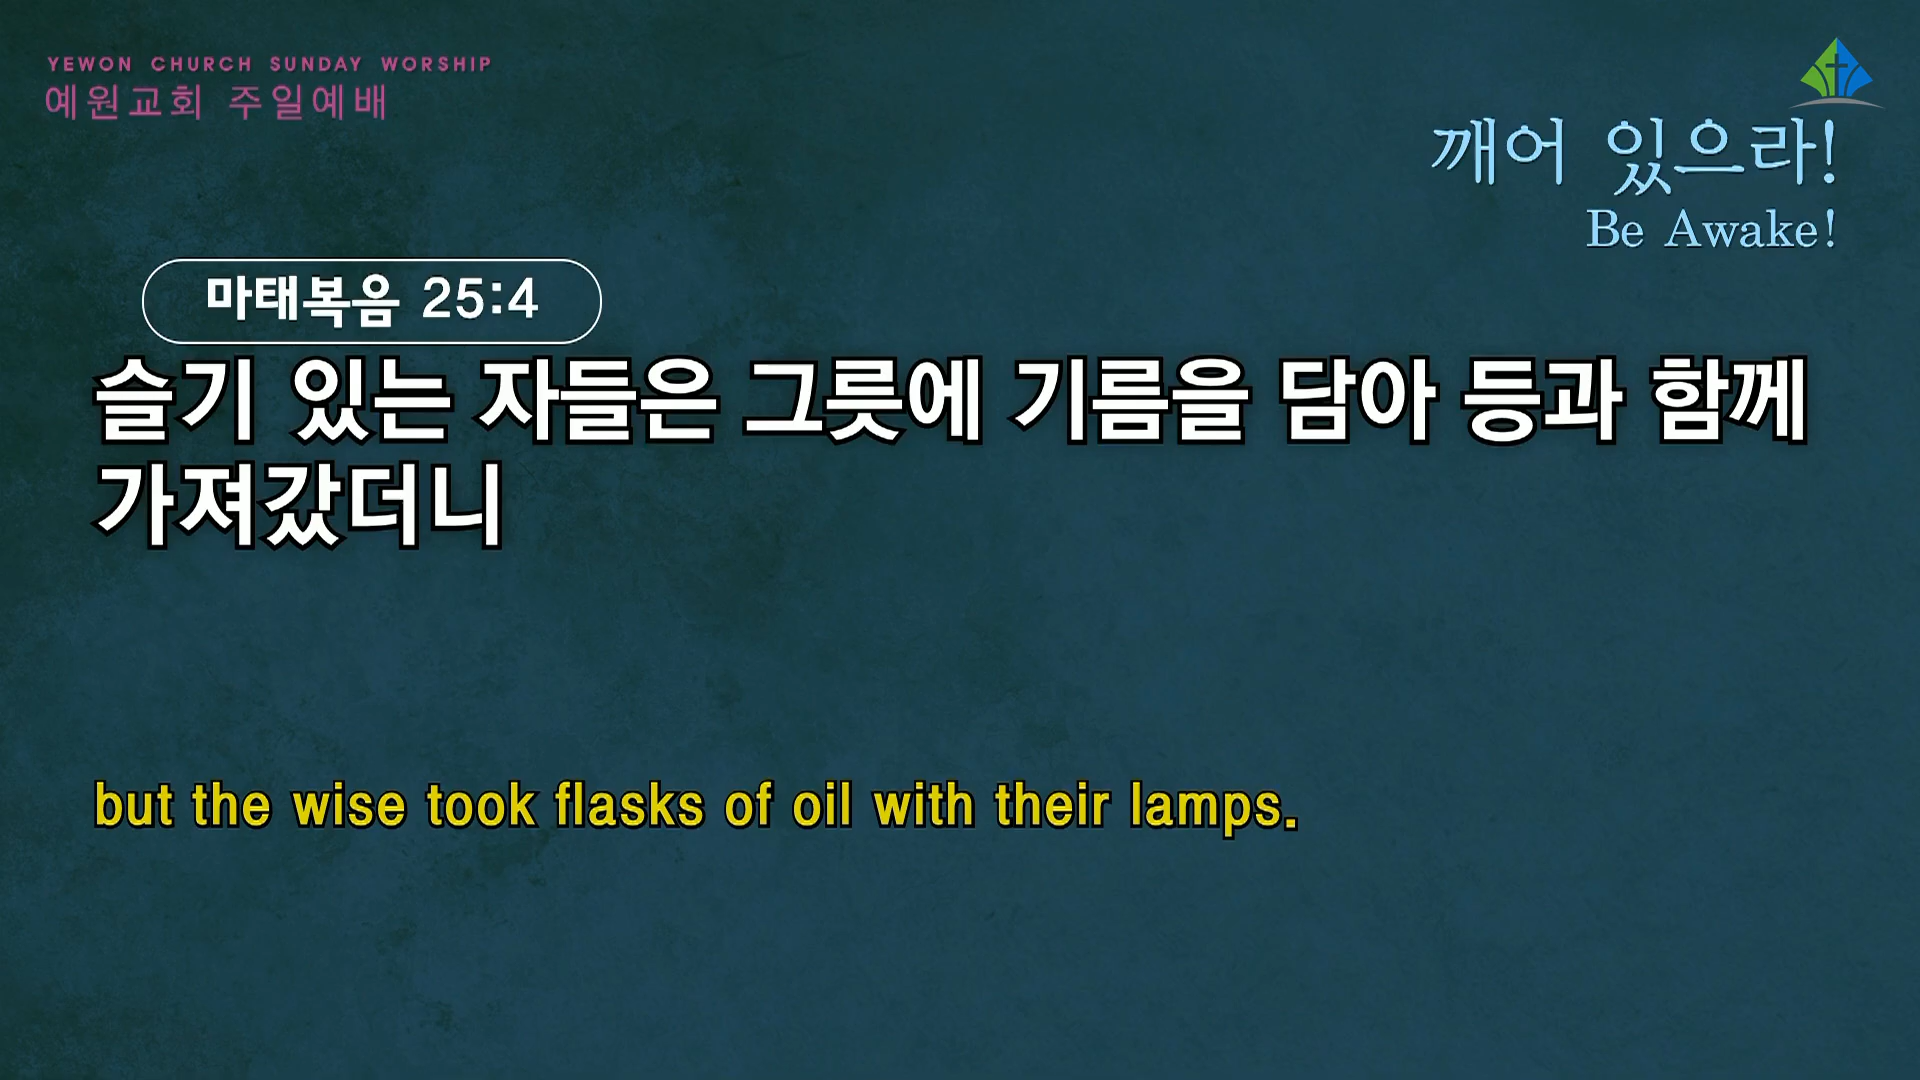 YEWON CHURCH SUNDAY WORSHIP
예원교회 주일예배
깨어 있으라!
Be Awake!
마태복음 25:4
슬기 있는 자들은 그릇에 기름을 담아 등과 함께
가져갔더니
but the wise took flasks of oil with their lamps.